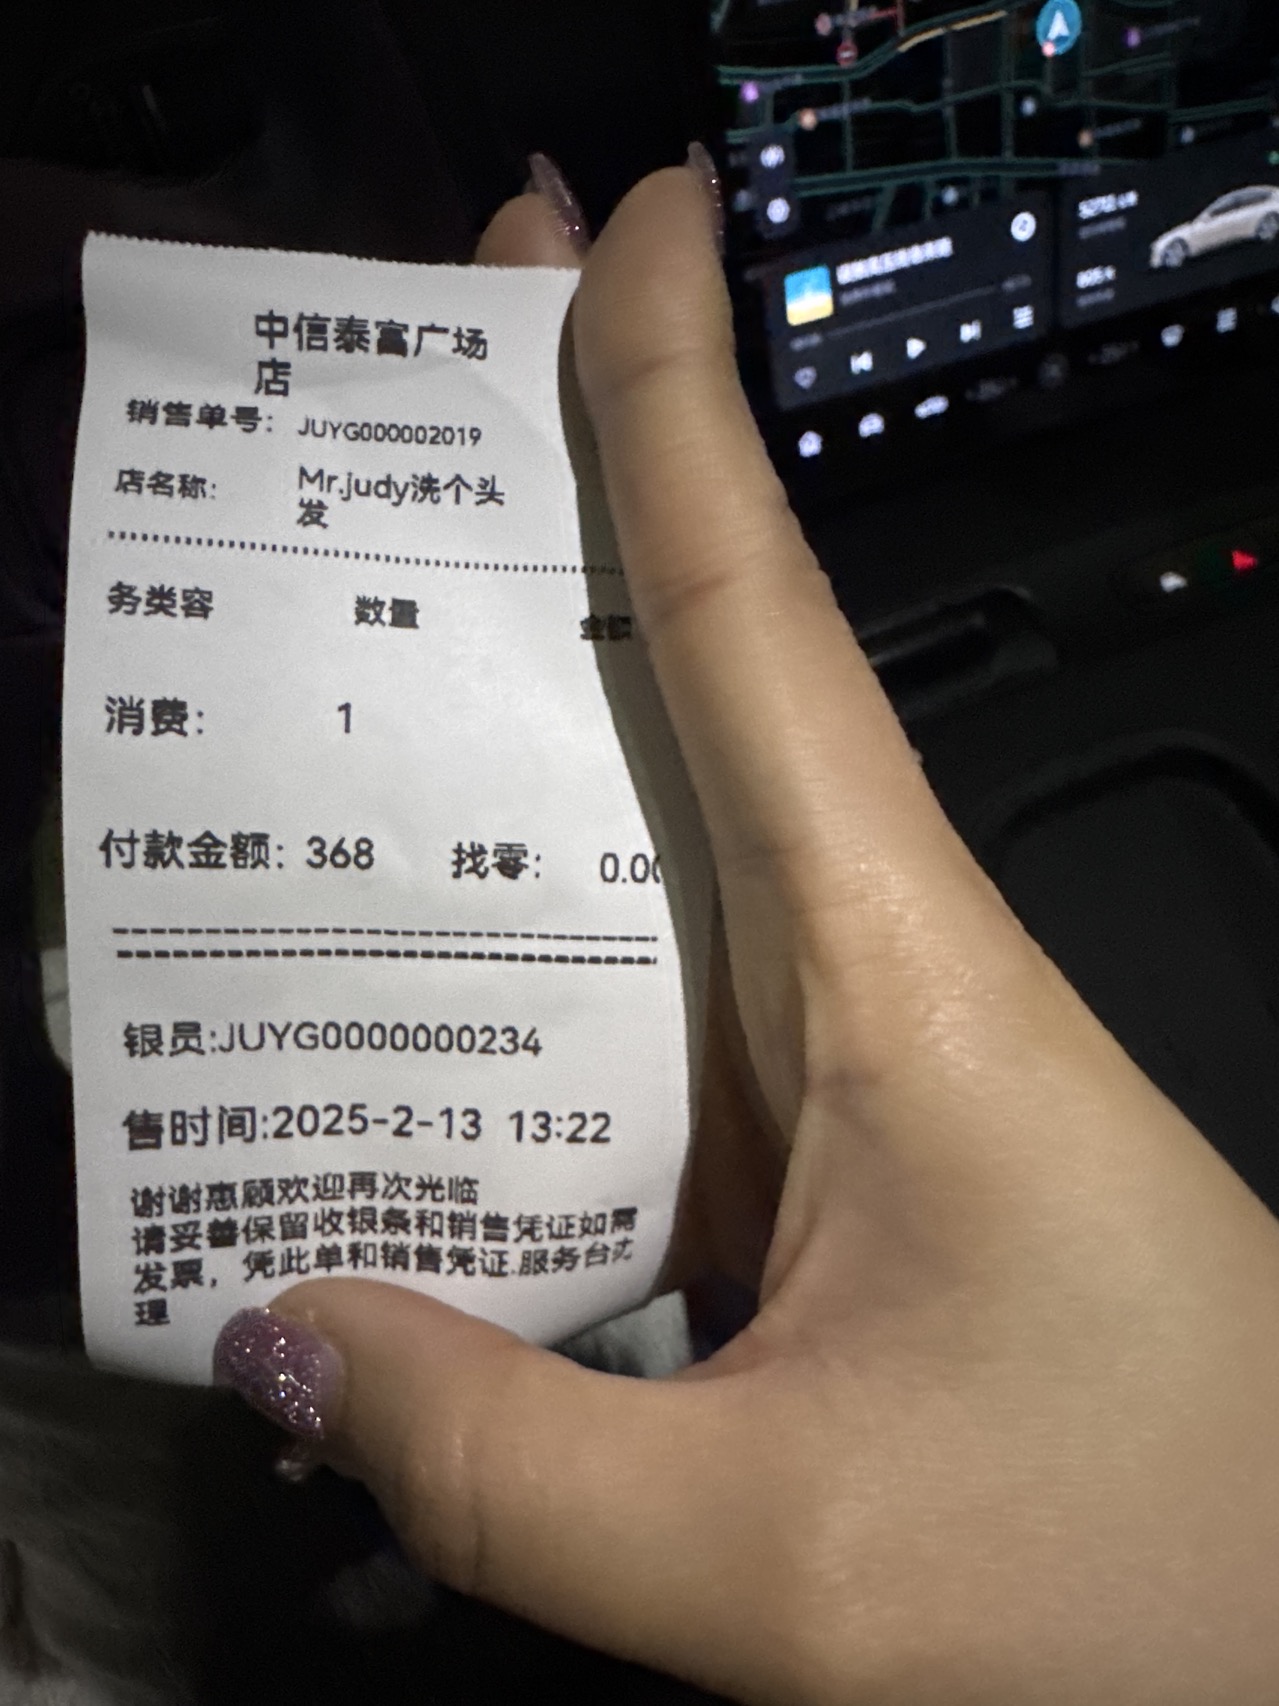 中信泰富广场
店
销售单号： JUYG000002019
店名称： Mr.judy洗个头
发
务类容 数量 金额
消费： 1
付款金额： 368 找零： 0.00
银员:JUYG0000000234
售时间:2025-2-13 13:22
谢谢惠顾欢迎再次光临
请妥善保留收银条和销售凭证如需
发票，凭此单和销售凭证.服务台
理